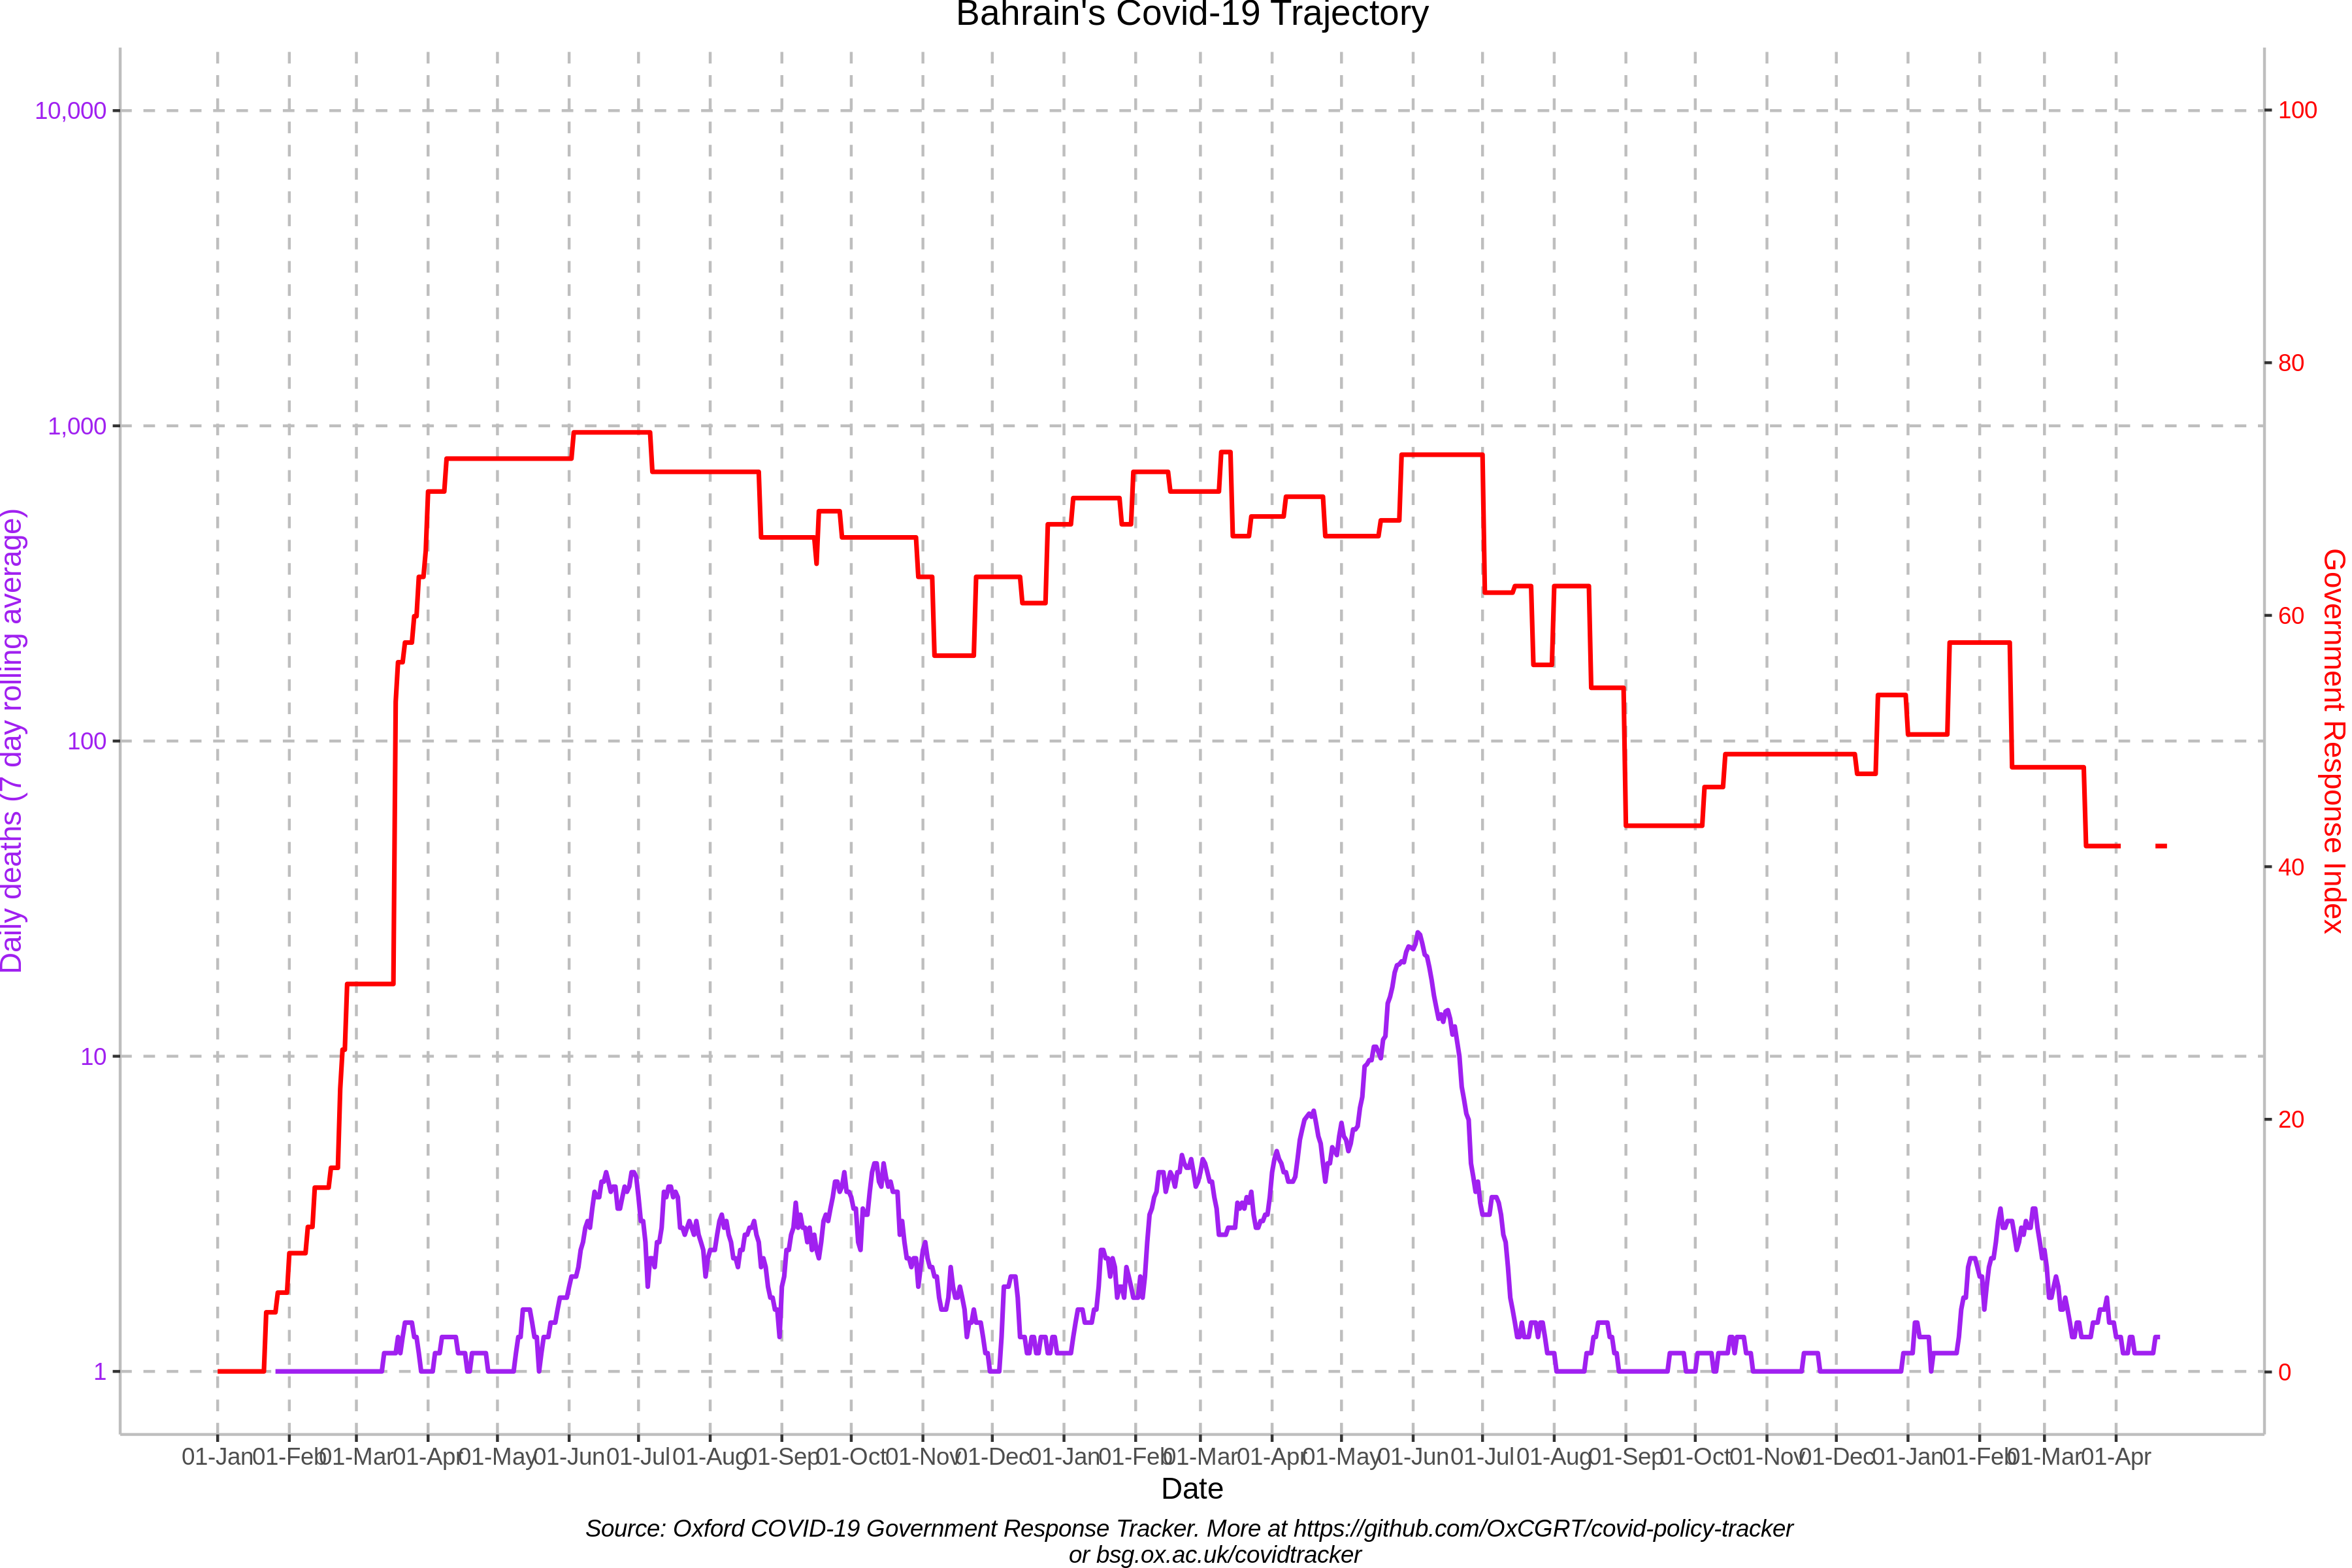 Bahrain's Covid-19 Trajectory
10,000
1,000
100
10
1
Daily deaths (7 day rolling average)
100
80
60
40
20
0
Government Response Index
01-Jan 01-Feb 01-Mar 01-Apr 01-May 01-Jun 01-Jul 01-Aug 01-Sep 01-Oct 01-Nov 01-Dec 01-Jan 01-Feb 01-Mar 01-Apr 01-May 01-Jun 01-Jul 01-Aug 01-Sep 01-Oct 01-Nov 01-Dec 01-Jan 01-Feb 01-Mar 01-Apr
Date
Source: Oxford COVID-19 Government Response Tracker. More at https://github.com/OxCGRT/covid-policy-tracker
or bsg.ox.ac.uk/covidtracker